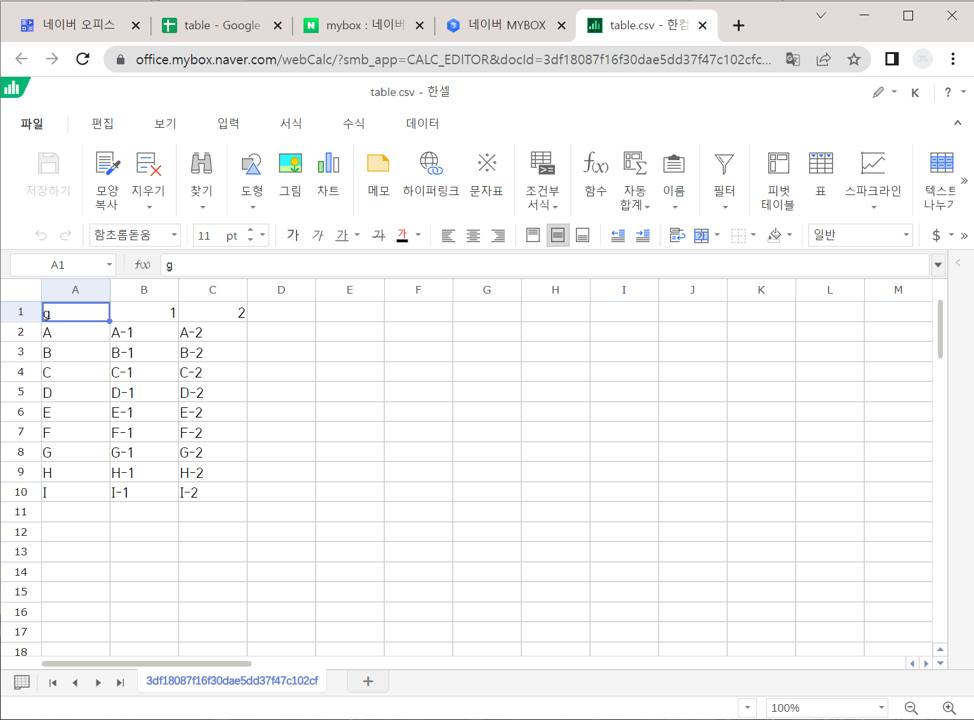 네이버 오피스
table - Google
mybox : 네이버
네이버 MYBOX
table.csv - 한컴
office.mybox.naver.com/webCalc/?smb_app=CALC_EDITOR&docId=3df18087f16f30dae5dd37f47c102cfc...
table.csv - 한셀
K ?
파일 편집 보기 입력 서식 수식 데이터
저장하기 모양 복사 지우기 찾기 도형 그림 차트 메모 하이퍼링크 문자표 조건부 서식 함수 자동 합계 이름 필터 피벗 테이블 표 스파크라인 텍스트 나누기
함초롬돋움 11 pt 가 가 가 가 가 일반 $
A1 f(x) g
A B C D E F G H I J K L M
1 g 1 2
2 A A-1 A-2
3 B B-1 B-2
4 C C-1 C-2
5 D D-1 D-2
6 E E-1 E-2
7 F F-1 F-2
8 G G-1 G-2
9 H H-1 H-2
10 I I-1 I-2
11
12
13
14
15
16
17
18
3df18087f16f30dae5dd37f47c102cf
100%